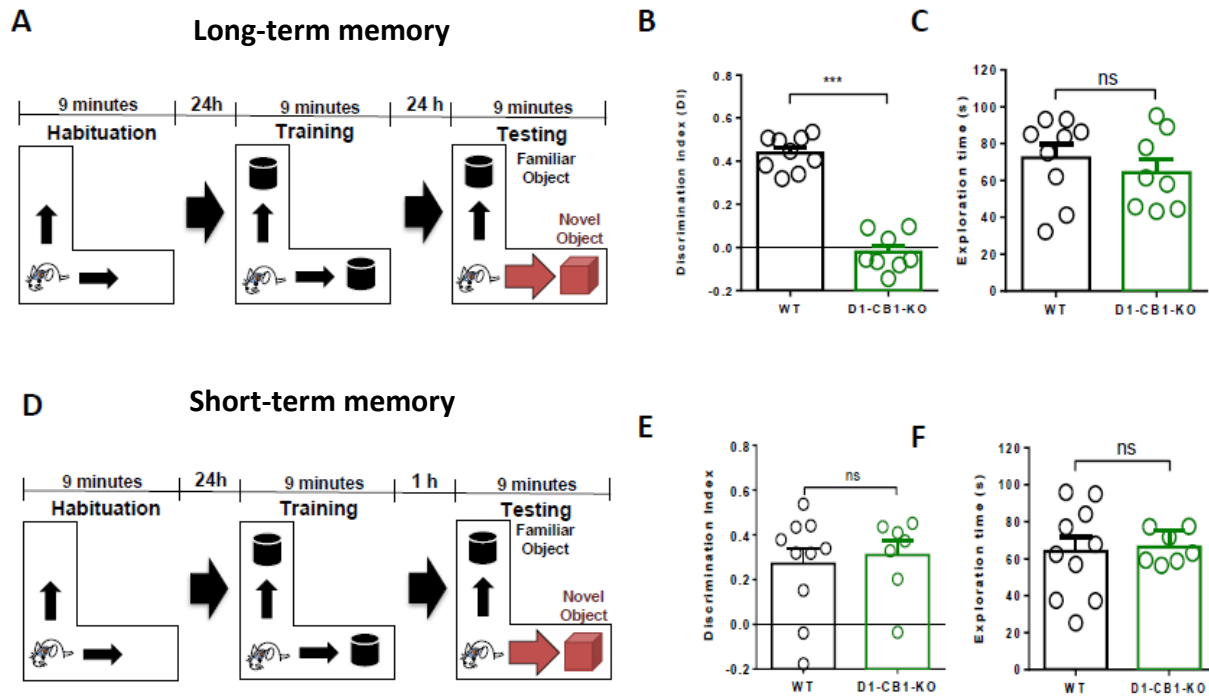 A
Long-term memory
9 minutes 24h 9 minutes 24 h 9 minutes
Habituation Training Testing
Familiar
Object
Novel
Object
B
Discrimination index (DI)
0.8
0.6
0.4
0.2
0.0
-0.2
***
WT D1-CB1-KO
C
Exploration time (s)
120
100
80
60
40
20
0
ns
WT D1-CB1-KO
D
Short-term memory
9 minutes 24h 9 minutes 1 h 9 minutes
Habituation Training Testing
Familiar
Object
Novel
Object
E
Discrimination Index
0.8
0.6
0.4
0.2
0.0
-0.2
ns
WT D1-CB1-KO
F
Exploration time (s)
120
100
80
60
40
20
0
ns
WT D1-CB1-KO